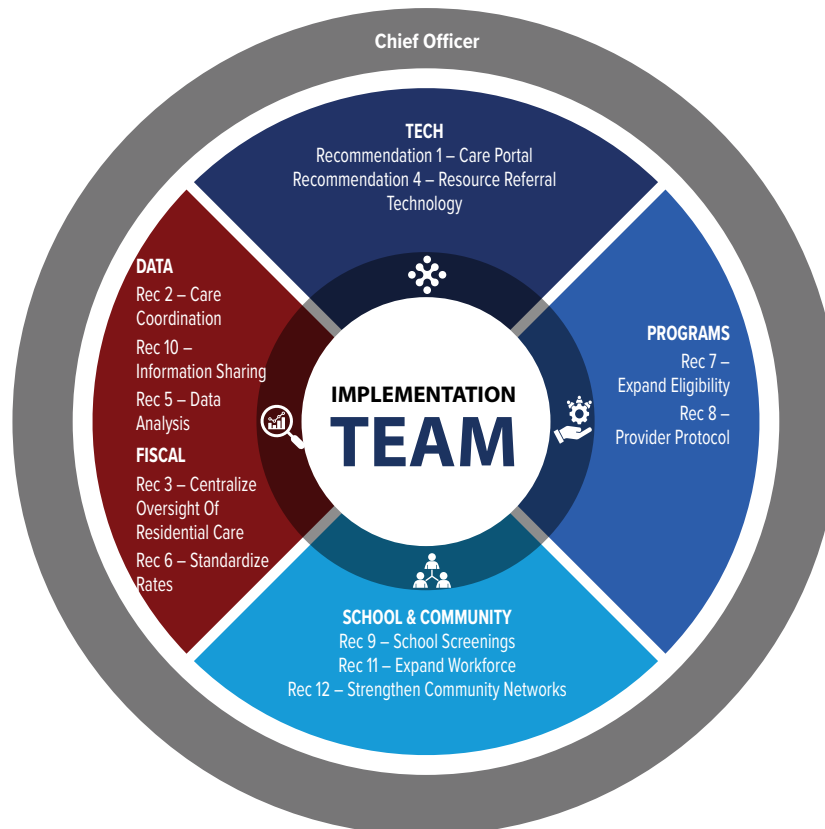 Chief Officer
TECH
Recommendation 1 – Care Portal
Recommendation 4 – Resource Referral
Technology
DATA
Rec 2 – Care
Coordination
Rec 10 –
Information Sharing
Rec 5 – Data
Analysis
FISCAL
Rec 3 – Centralize
Oversight Of
Residential Care
Rec 6 – Standardize
Rates
IMPLEMENTATION
TEAM
PROGRAMS
Rec 7 –
Expand Eligibility
Rec 8 –
Provider Protocol
SCHOOL & COMMUNITY
Rec 9 – School Screenings
Rec 11 – Expand Workforce
Rec 12 – Strengthen Community Networks